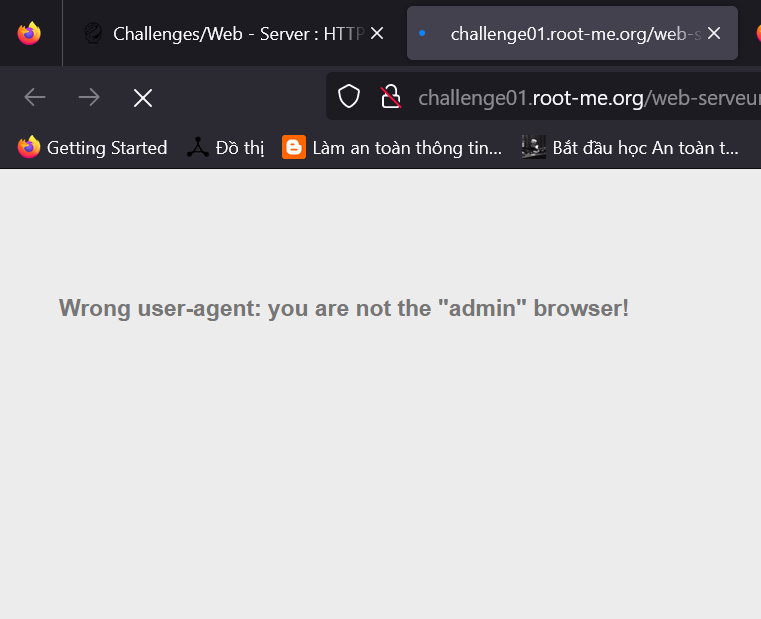 Challenges/Web - Server : HTTP
challenge01.root-me.org/web-s
challenge01.root-me.org/web-serveur
Getting Started
Đồ thị
Làm an toàn thông tin...
Bắt đầu học An toàn t...
Wrong user-agent: you are not the "admin" browser!